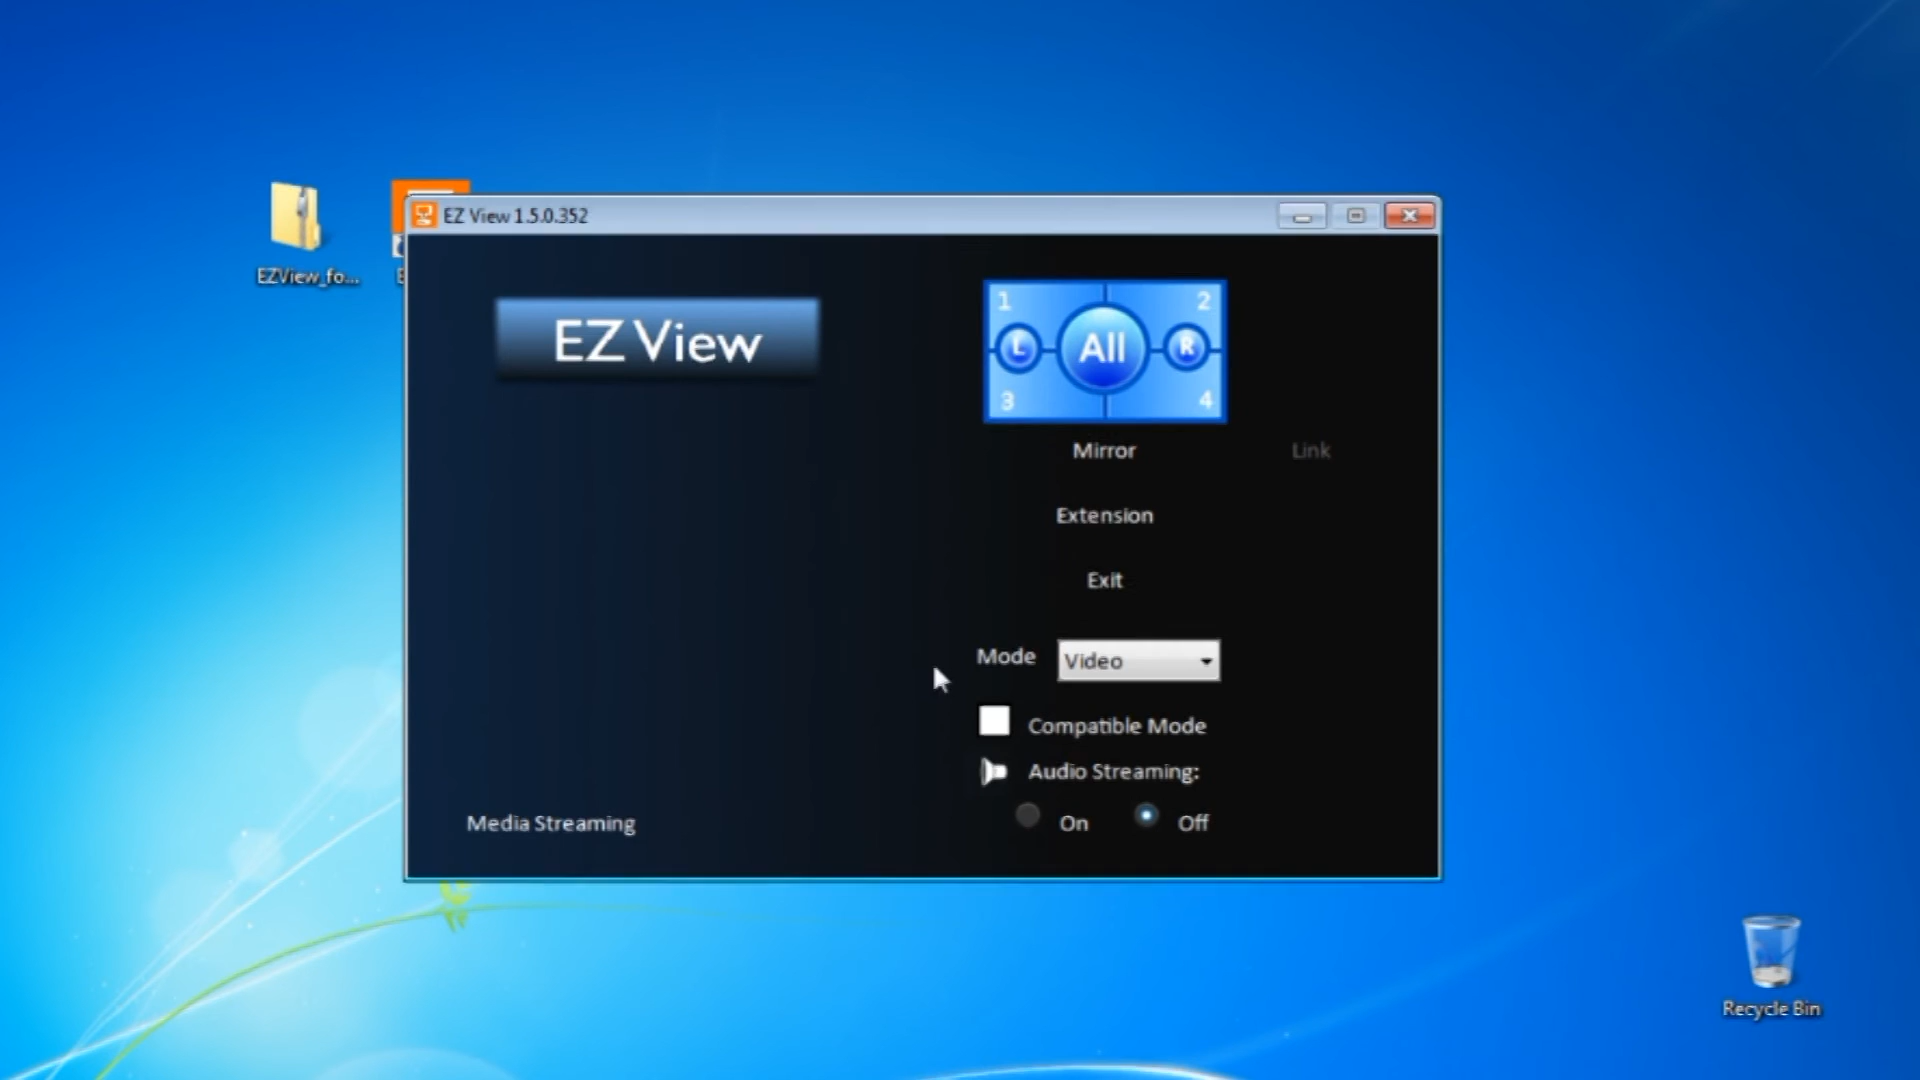 EZView_fo...
EZ View 1.5.0.352
EZ View
1 2
L All R
3 4
Mirror Link
Extension
Exit
Mode Video
Compatible Mode
Audio Streaming:
On Off
Media Streaming
Recycle Bin